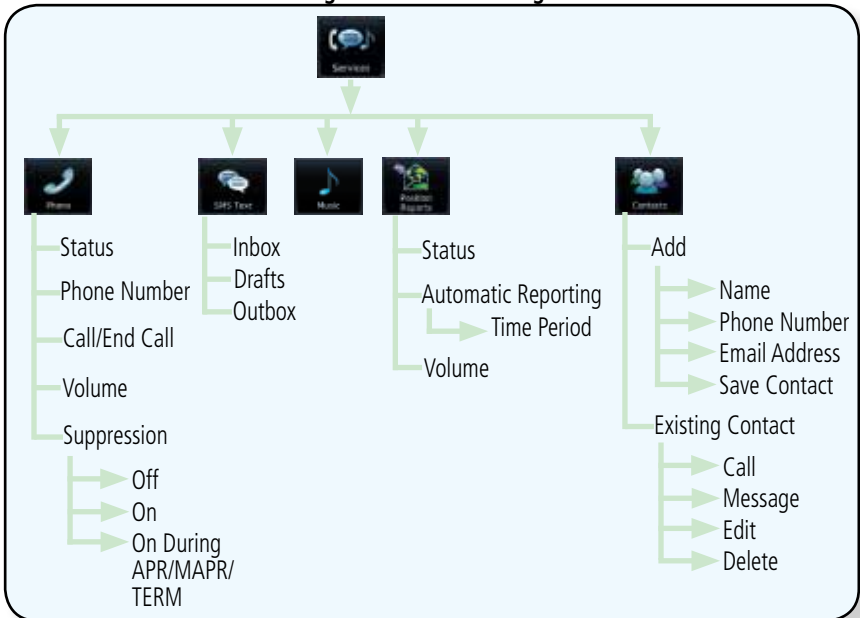 Services
Phone
SMS Text
Music
Position
Reports
Contacts
Status
Phone Number
Call/End Call
Volume
Suppression
Off
On
On During
APR/MAPR/
TERM
Inbox
Drafts
Outbox
Status
Automatic Reporting
Time Period
Volume
Add
Name
Phone Number
Email Address
Save Contact
Existing Contact
Call
Message
Edit
Delete